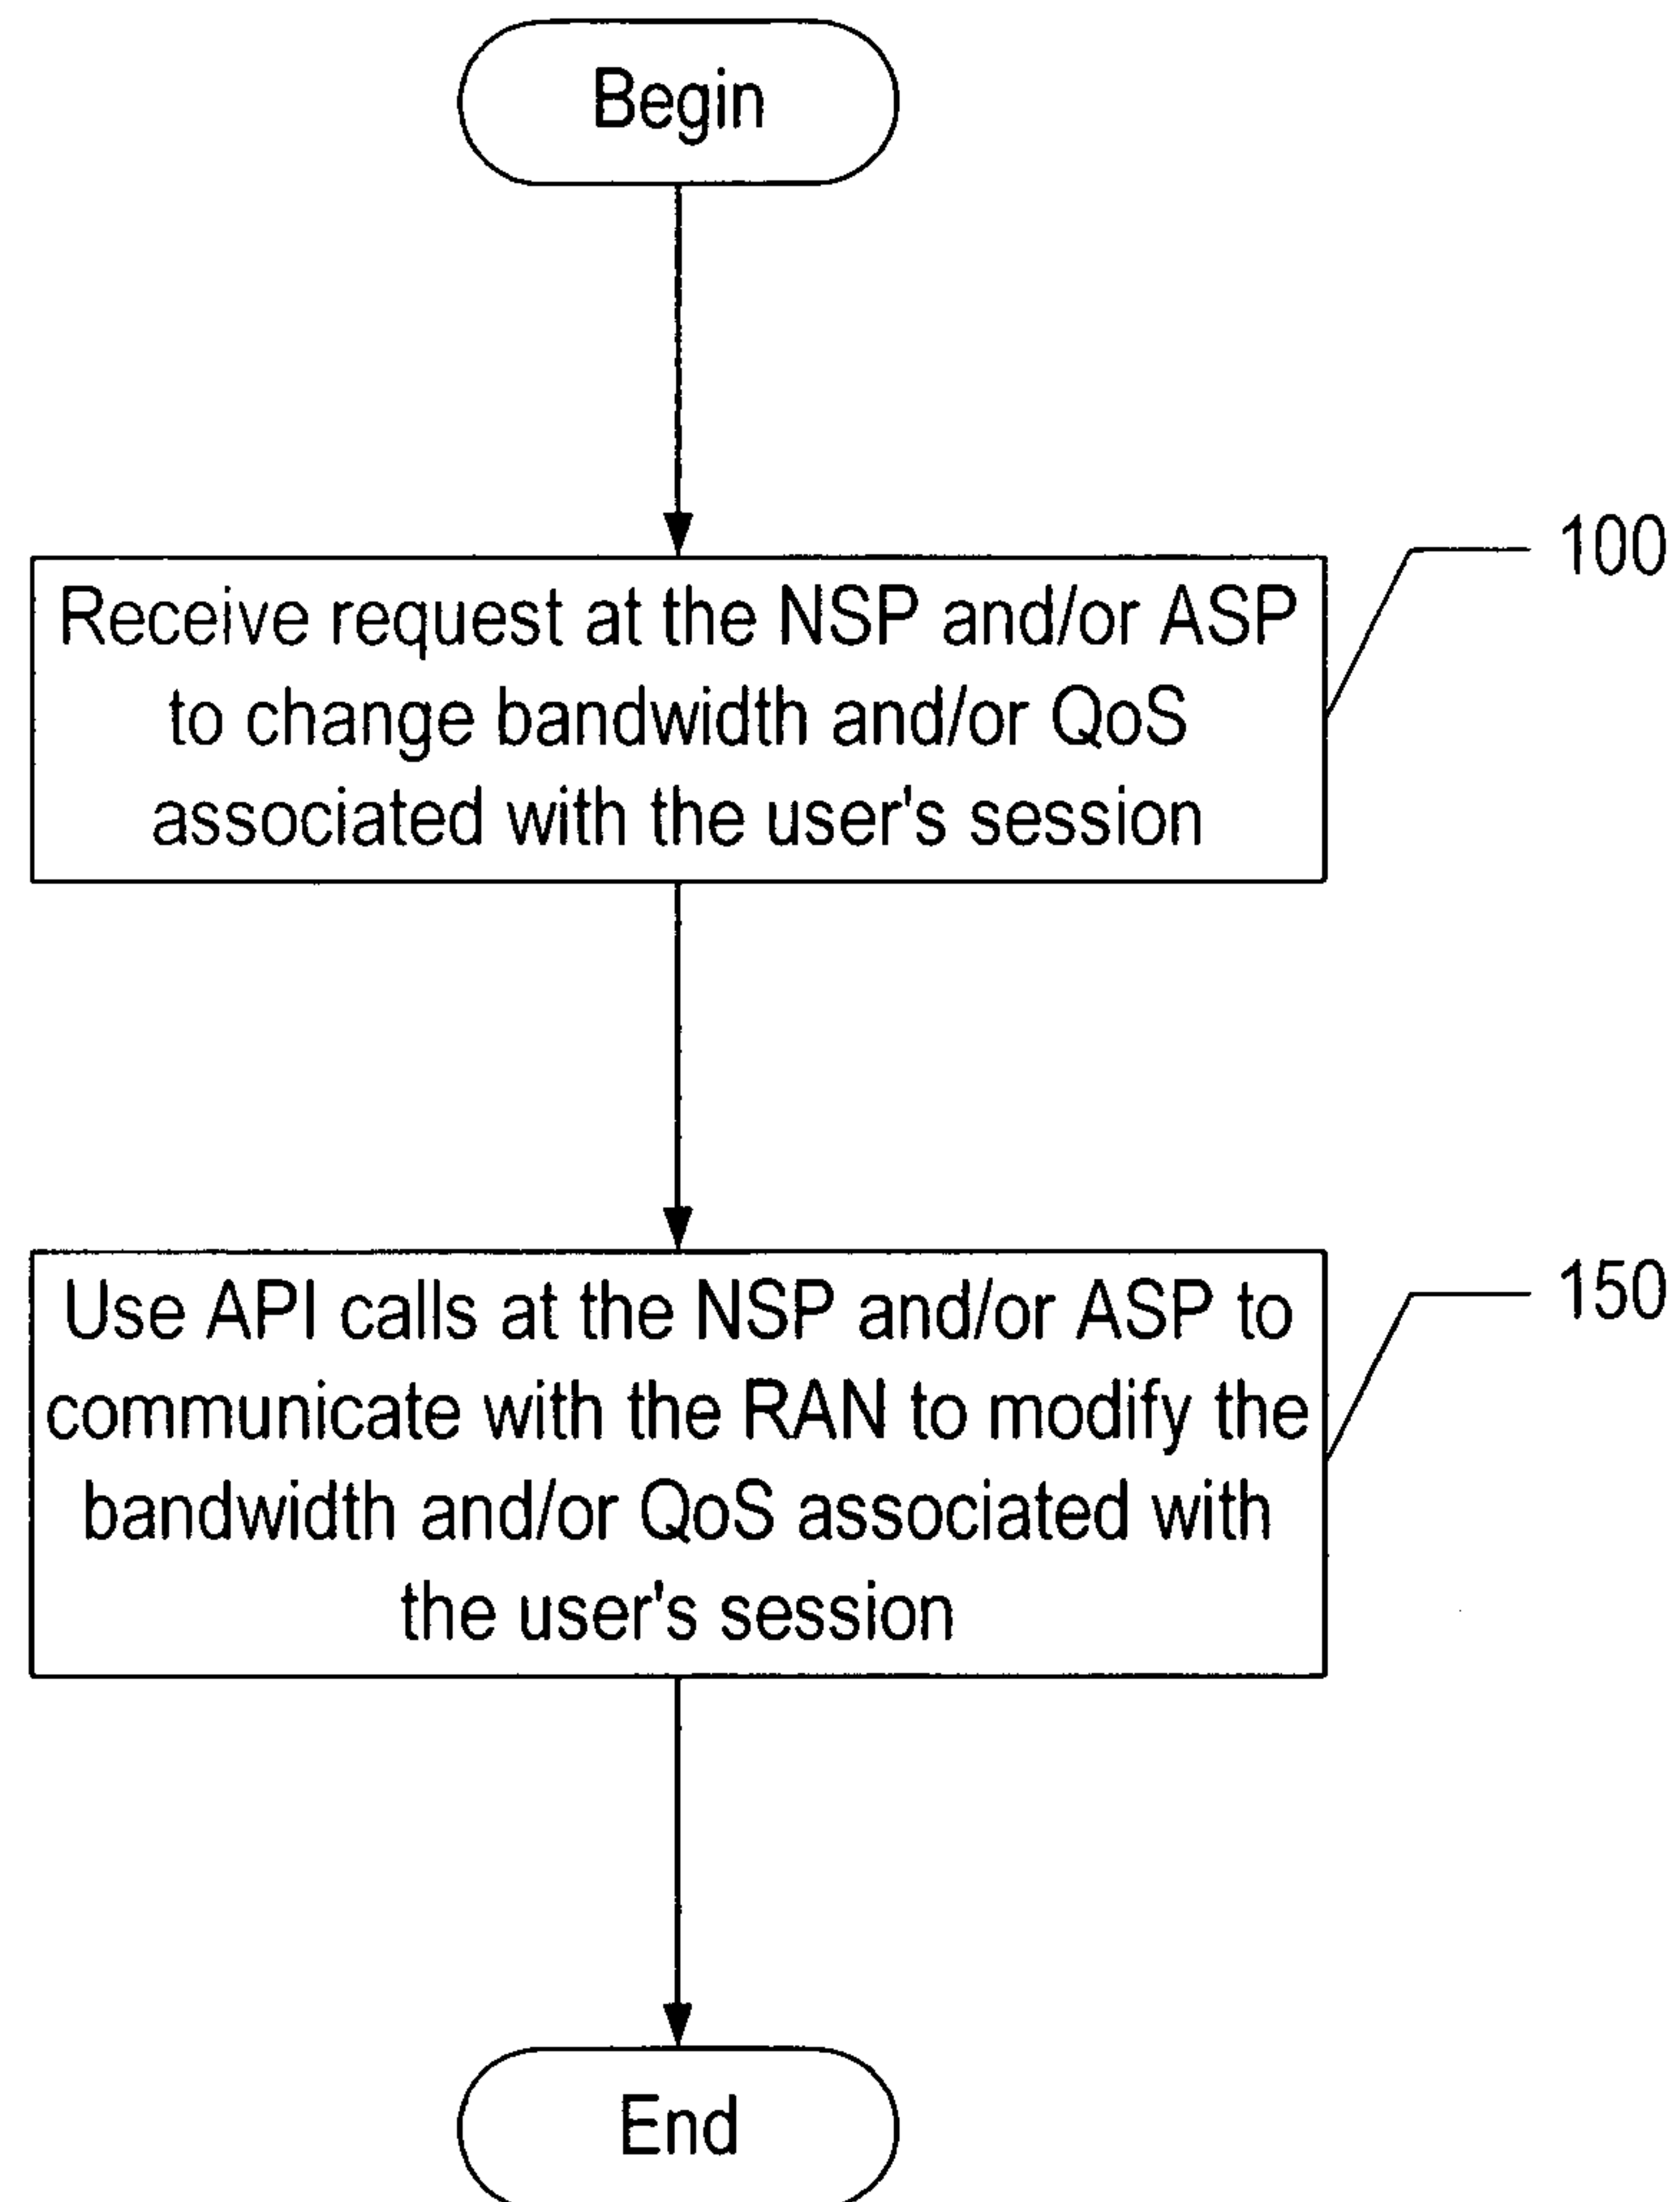 Begin
100
Receive request at the NSP and/or ASP
to change bandwidth and/or QoS
associated with the user's session
150
Use API calls at the NSP and/or ASP to
communicate with the RAN to modify the
bandwidth and/or QoS associated with
the user's session
End